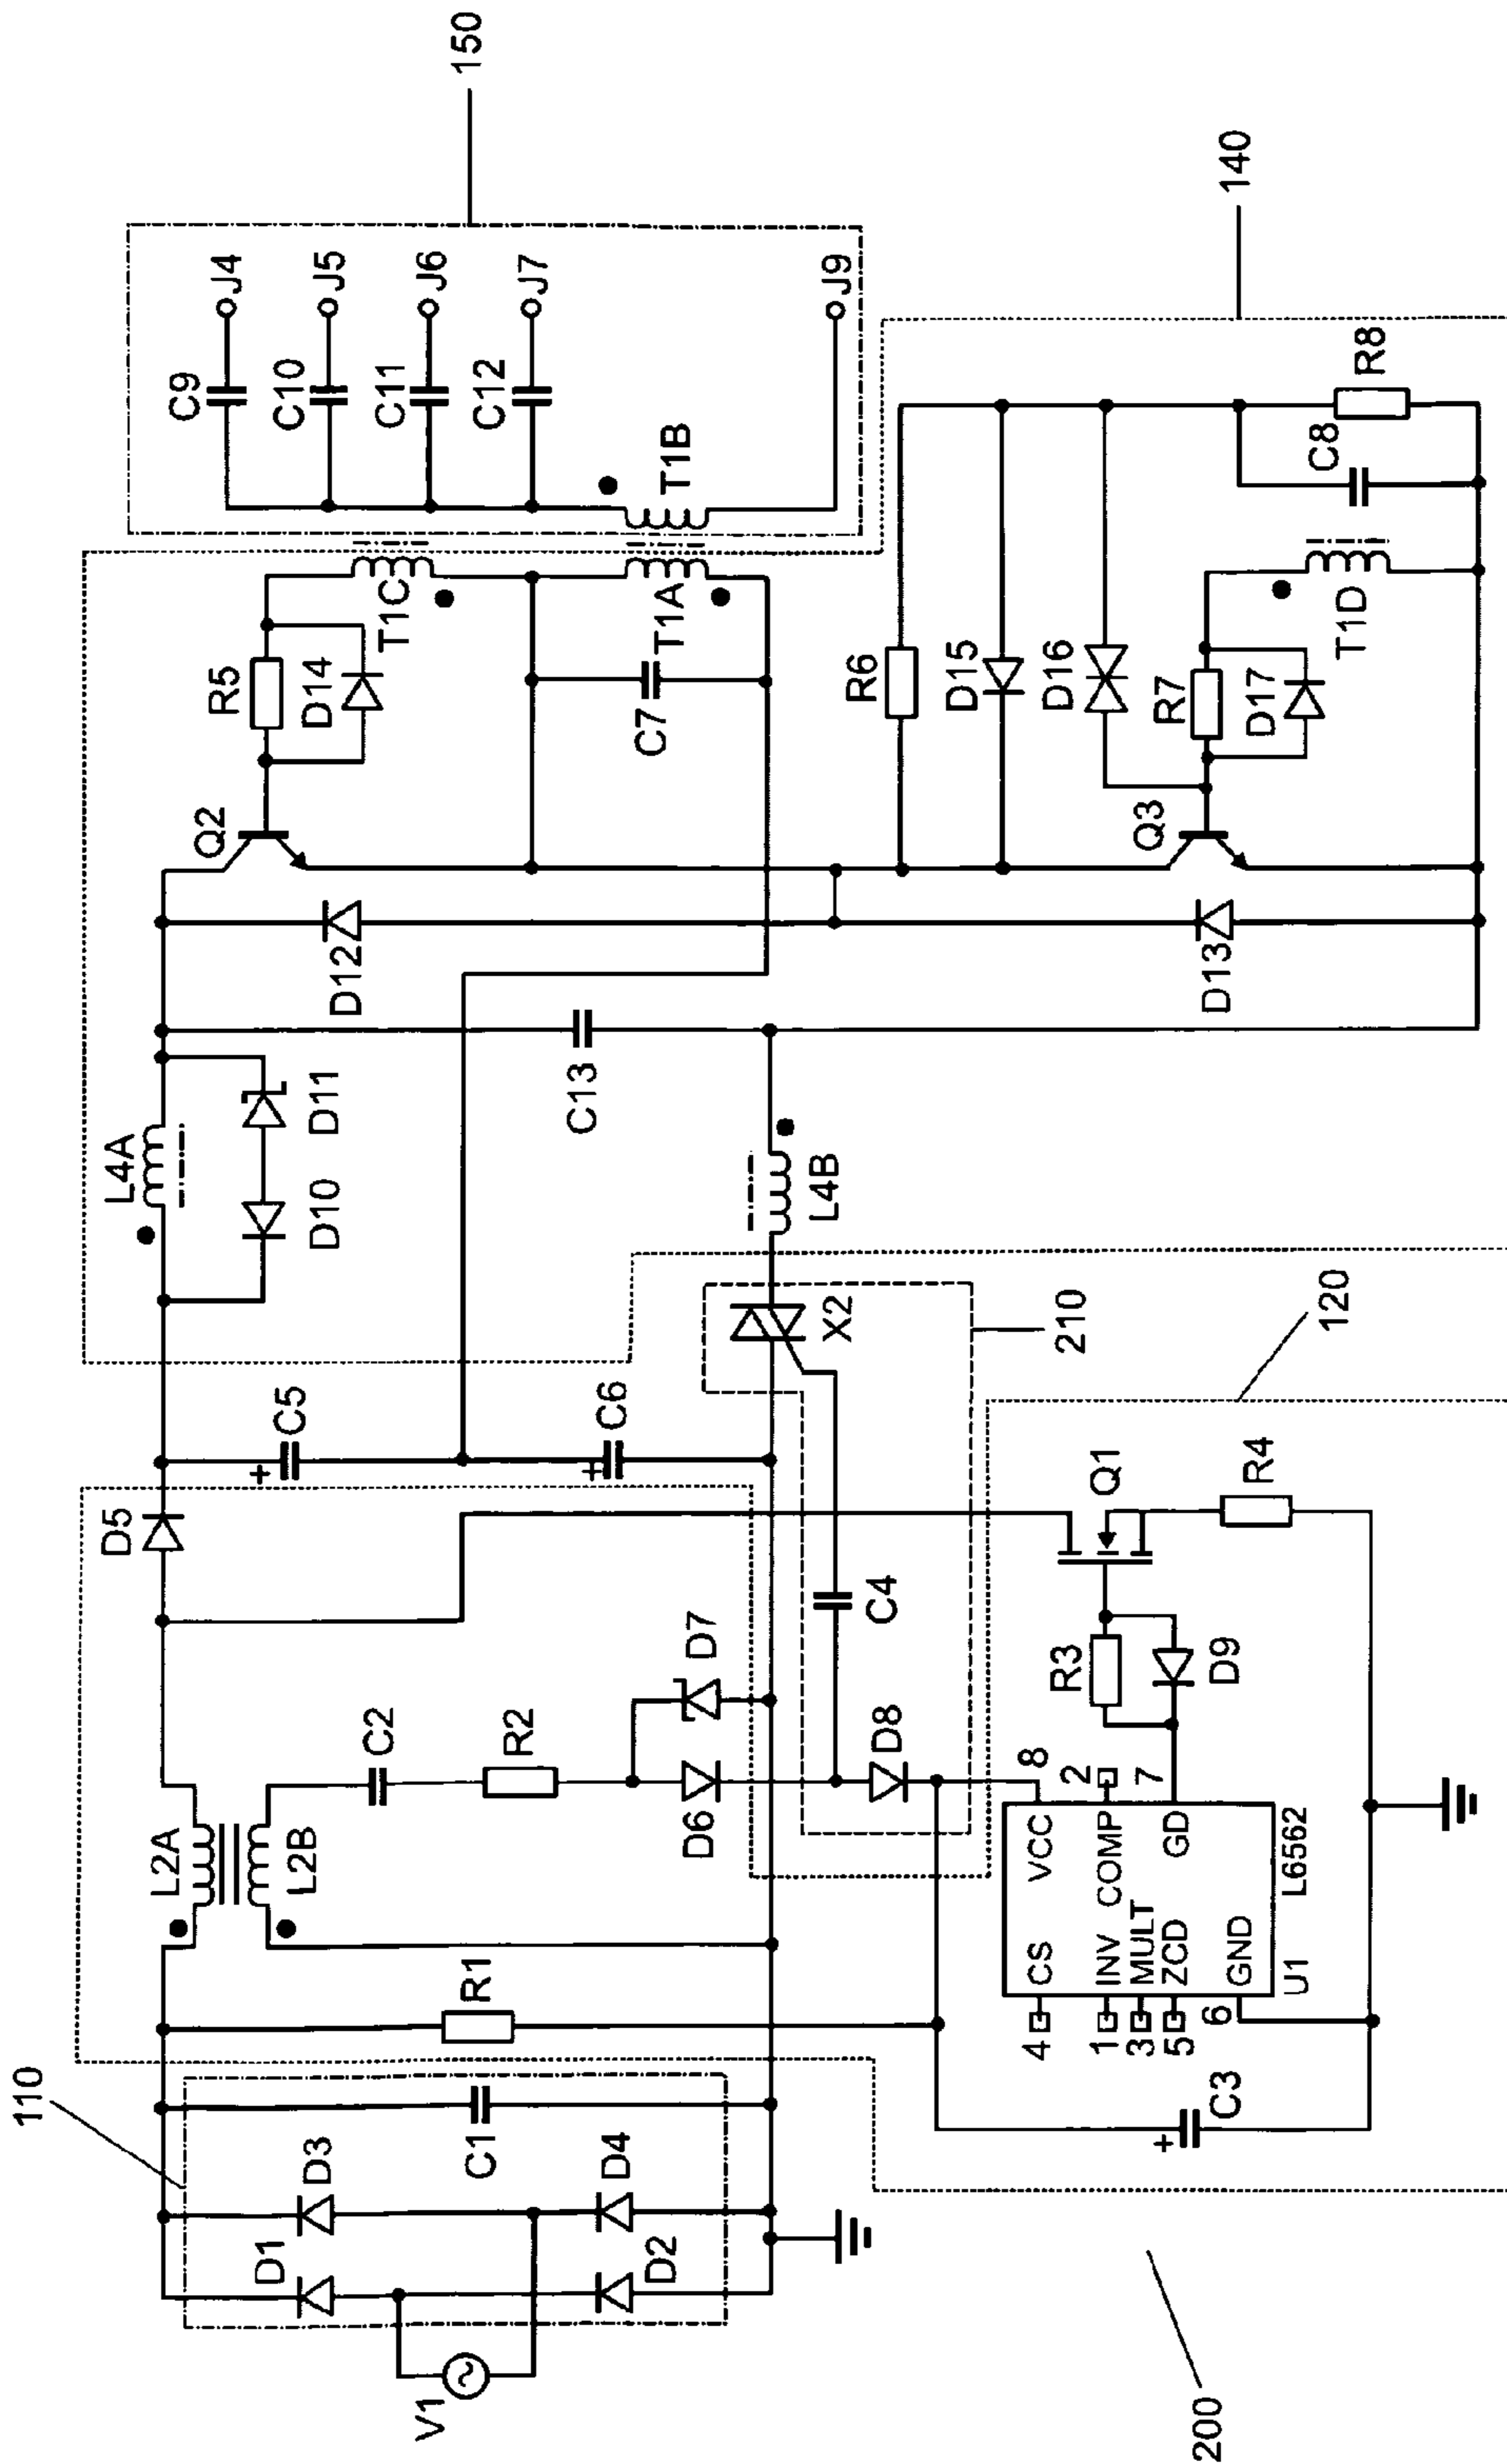 110
120
140
150
200
210
V1
D1
D2
D3
D4
C1
R1
L2A
L2B
C2
R2
D6
D7
D5
C5
+
C6
+
D8
C4
X2
C3
+
U1
L6562
4
CS
1
INV
3
MULT
5
ZCD
6
GND
VCC
8
COMP
2
GD
7
R3
D9
Q1
R4
L4A
D10
D11
L4B
C13
D12
D13
Q2
R5
D14
T1C
C7
T1A
T1B
C9
J4
C10
J5
C11
J6
C12
J7
J9
R6
D15
D16
Q3
R7
D17
T1D
C8
R8